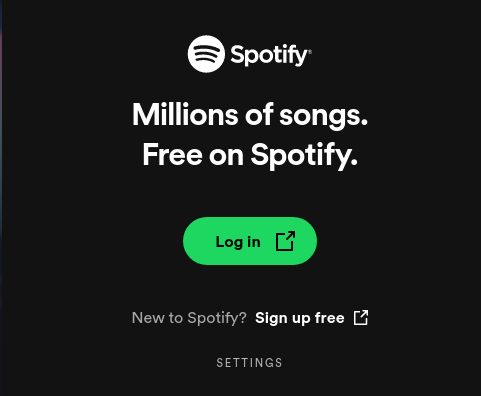 Spotify®
Millions of songs.
Free on Spotify.
Log in
New to Spotify? Sign up free
SETTINGS